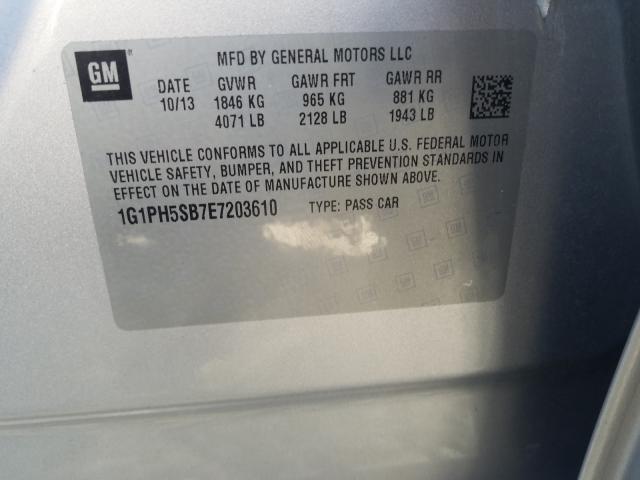 GM
MFD BY GENERAL MOTORS LLC
DATE GVWR GAWR FRT GAWR RR
10/13 1846 KG 965 KG 881 KG
4071 LB 2128 LB 1943 LB
THIS VEHICLE CONFORMS TO ALL APPLICABLE U.S. FEDERAL MOTOR
VEHICLE SAFETY, BUMPER, AND THEFT PREVENTION STANDARDS IN
EFFECT ON THE DATE OF MANUFACTURE SHOWN ABOVE.
1G1PH5SB7E7203610 TYPE: PASS CAR